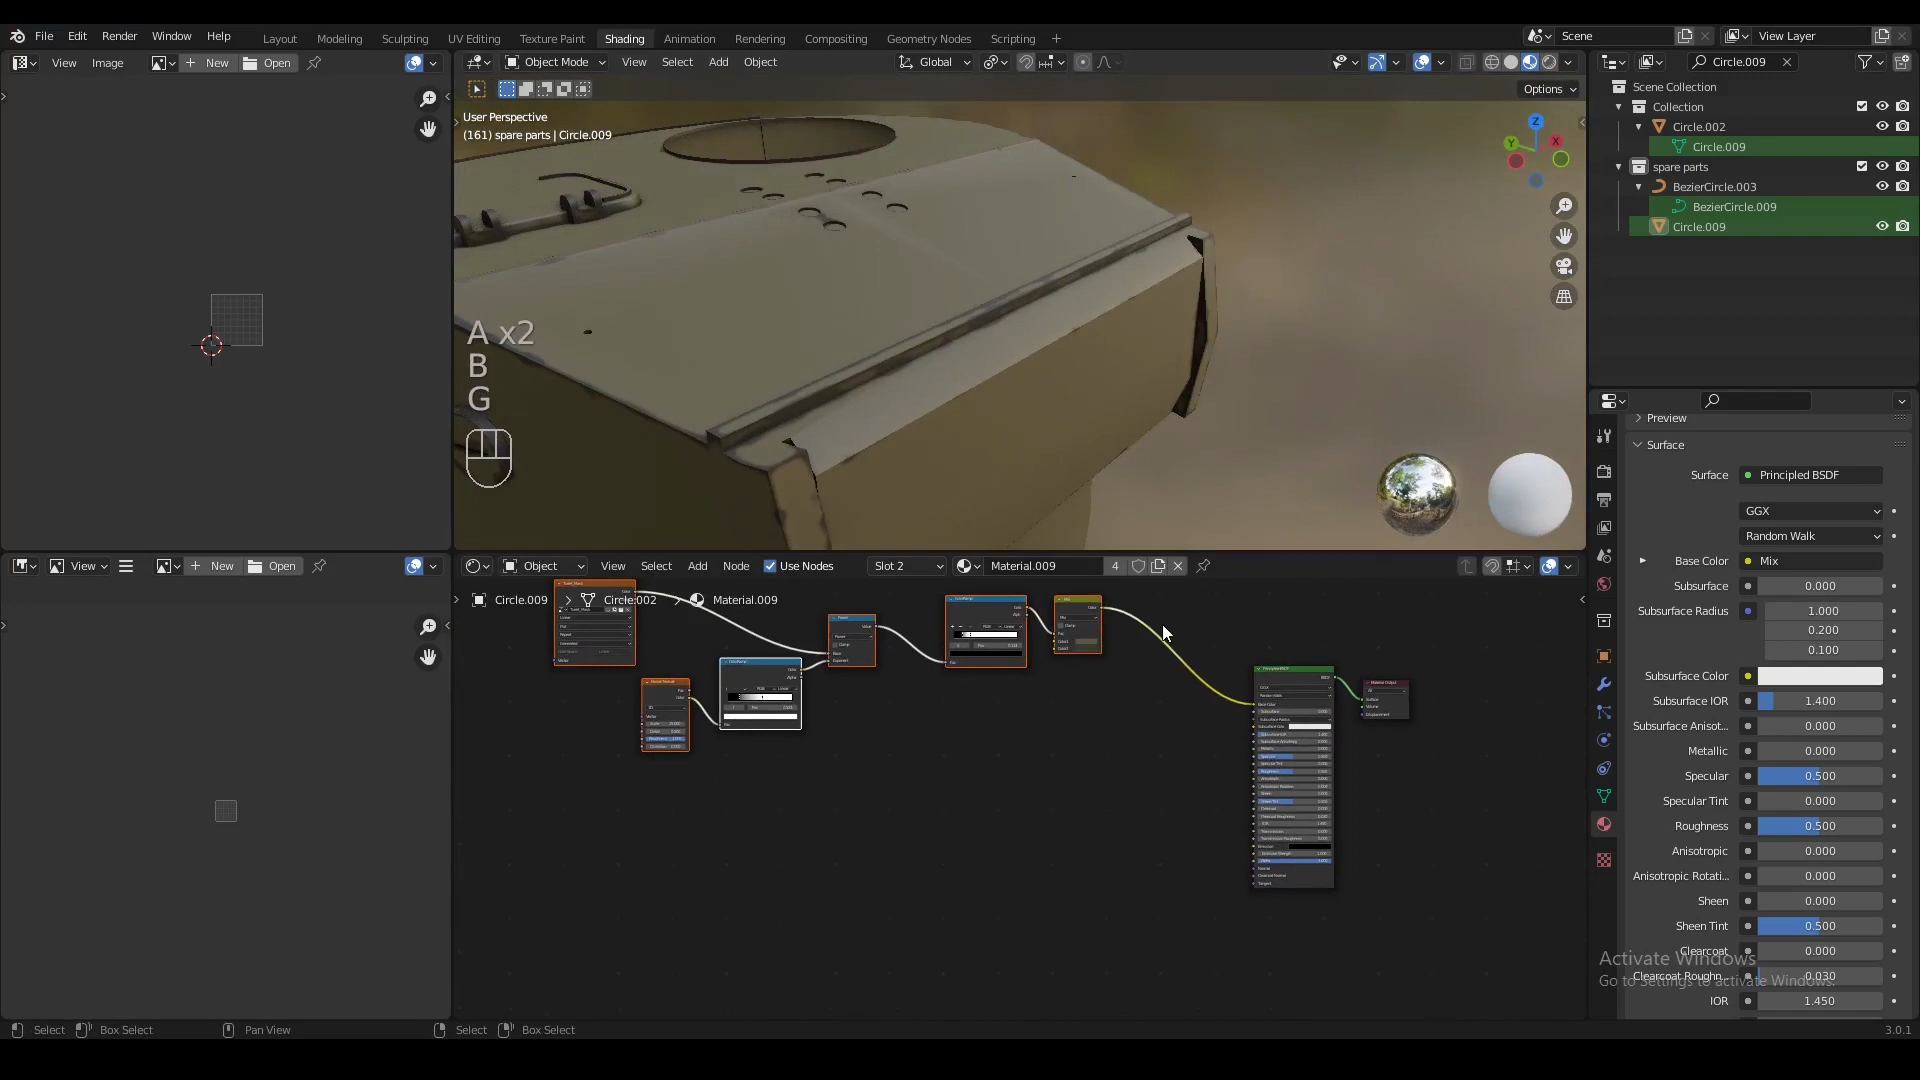 File Edit Render Window Help
Layout Modeling Sculpting UV Editing Texture Paint Shading Animation Rendering Compositing Geometry Nodes Scripting +
Scene
View Layer
View Image New Open
Object Mode View Select Add Object
Global
Circle.009
Options
User Perspective
(161) spare parts | Circle.009
Z
Y
X
A x2
B
G
Scene Collection
Collection
Circle.002
Circle.009
spare parts
BezierCircle.003
BezierCircle.009
Circle.009
Preview
Surface
Surface Principled BSDF
GGX
Random Walk
Base Color Mix
Subsurface 0.000
Subsurface Radius 1.000
0.200
0.100
Subsurface Color
Subsurface IOR 1.400
Subsurface Anisot... 0.000
Metallic 0.000
Specular 0.500
Specular Tint 0.000
Roughness 0.500
Anisotropic 0.000
Anisotropic Rotati... 0.000
Sheen 0.000
Sheen Tint 0.500
Clearcoat 0.000
Clearcoat Roughn... 0.030
IOR 1.450
Activate Windows
Go to Settings to activate Windows.
View New Open
Object View Select Add Node Use Nodes Slot 2 Material.009 4
Circle.009 > Circle.002 > Material.009
Select Box Select Pan View Select Box Select
3.0.1